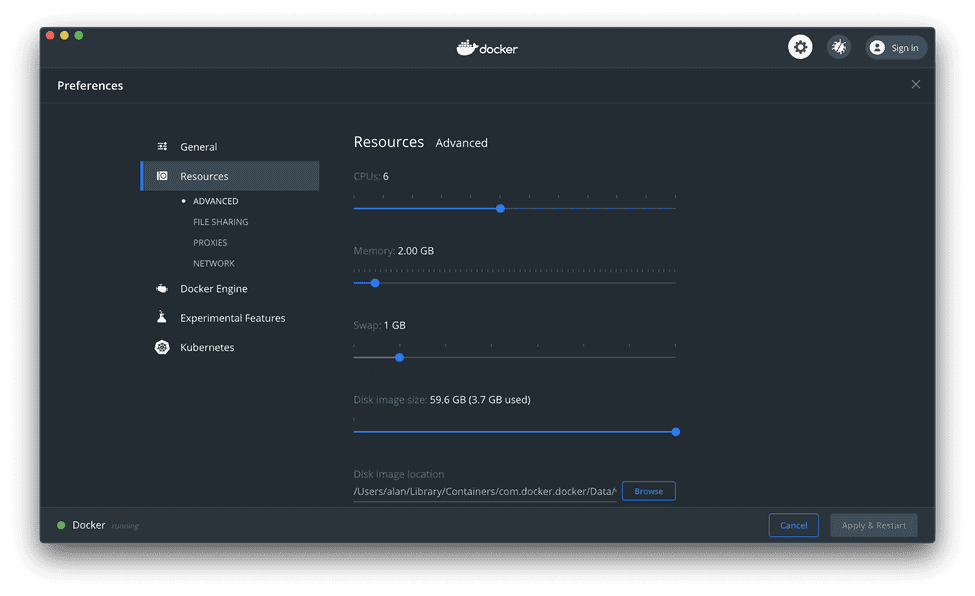 docker
Sign in
Preferences
General
Resources
ADVANCED
FILE SHARING
PROXIES
NETWORK
Docker Engine
Experimental Features
Kubernetes
Resources Advanced
CPUs: 6
Memory: 2.00 GB
Swap: 1 GB
Disk image size: 59.6 GB (3.7 GB used)
Disk image location
/Users/alan/Library/Containers/com.docker.docker/Data/
Browse
Docker running
Cancel
Apply & Restart